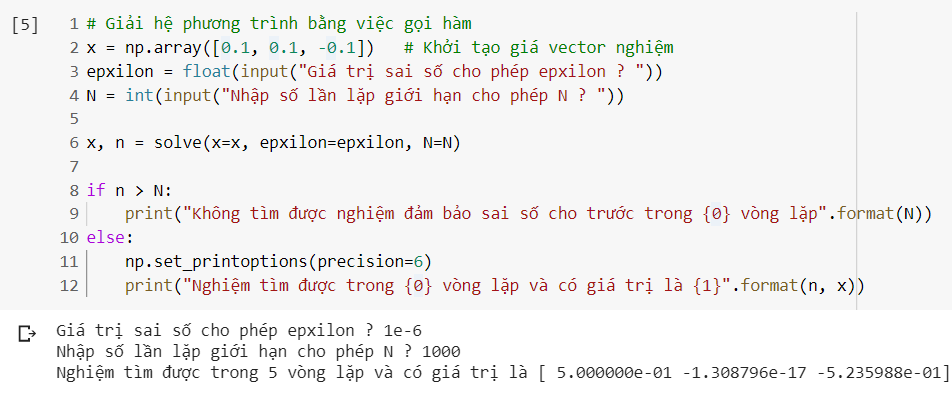 [5] 1 # Giải hệ phương trình bằng việc gọi hàm
2 x = np.array([0.1, 0.1, -0.1])   # Khởi tạo giá vector nghiệm
3 epxilon = float(input("Giá trị sai số cho phép epxilon ? "))
4 N = int(input("Nhập số lần lặp giới hạn cho phép N ? "))
5
6 x, n = solve(x=x, epxilon=epxilon, N=N)
7
8 if n > N:
9     print("Không tìm được nghiệm đảm bảo sai số cho trước trong {0} vòng lặp".format(N))
10 else:
11     np.set_printoptions(precision=6)
12     print("Nghiệm tìm được trong {0} vòng lặp và có giá trị là {1}".format(n, x))
Giá trị sai số cho phép epxilon ? 1e-6
Nhập số lần lặp giới hạn cho phép N ? 1000
Nghiệm tìm được trong 5 vòng lặp và có giá trị là [ 5.000000e-01 -1.308796e-17 -5.235988e-01]